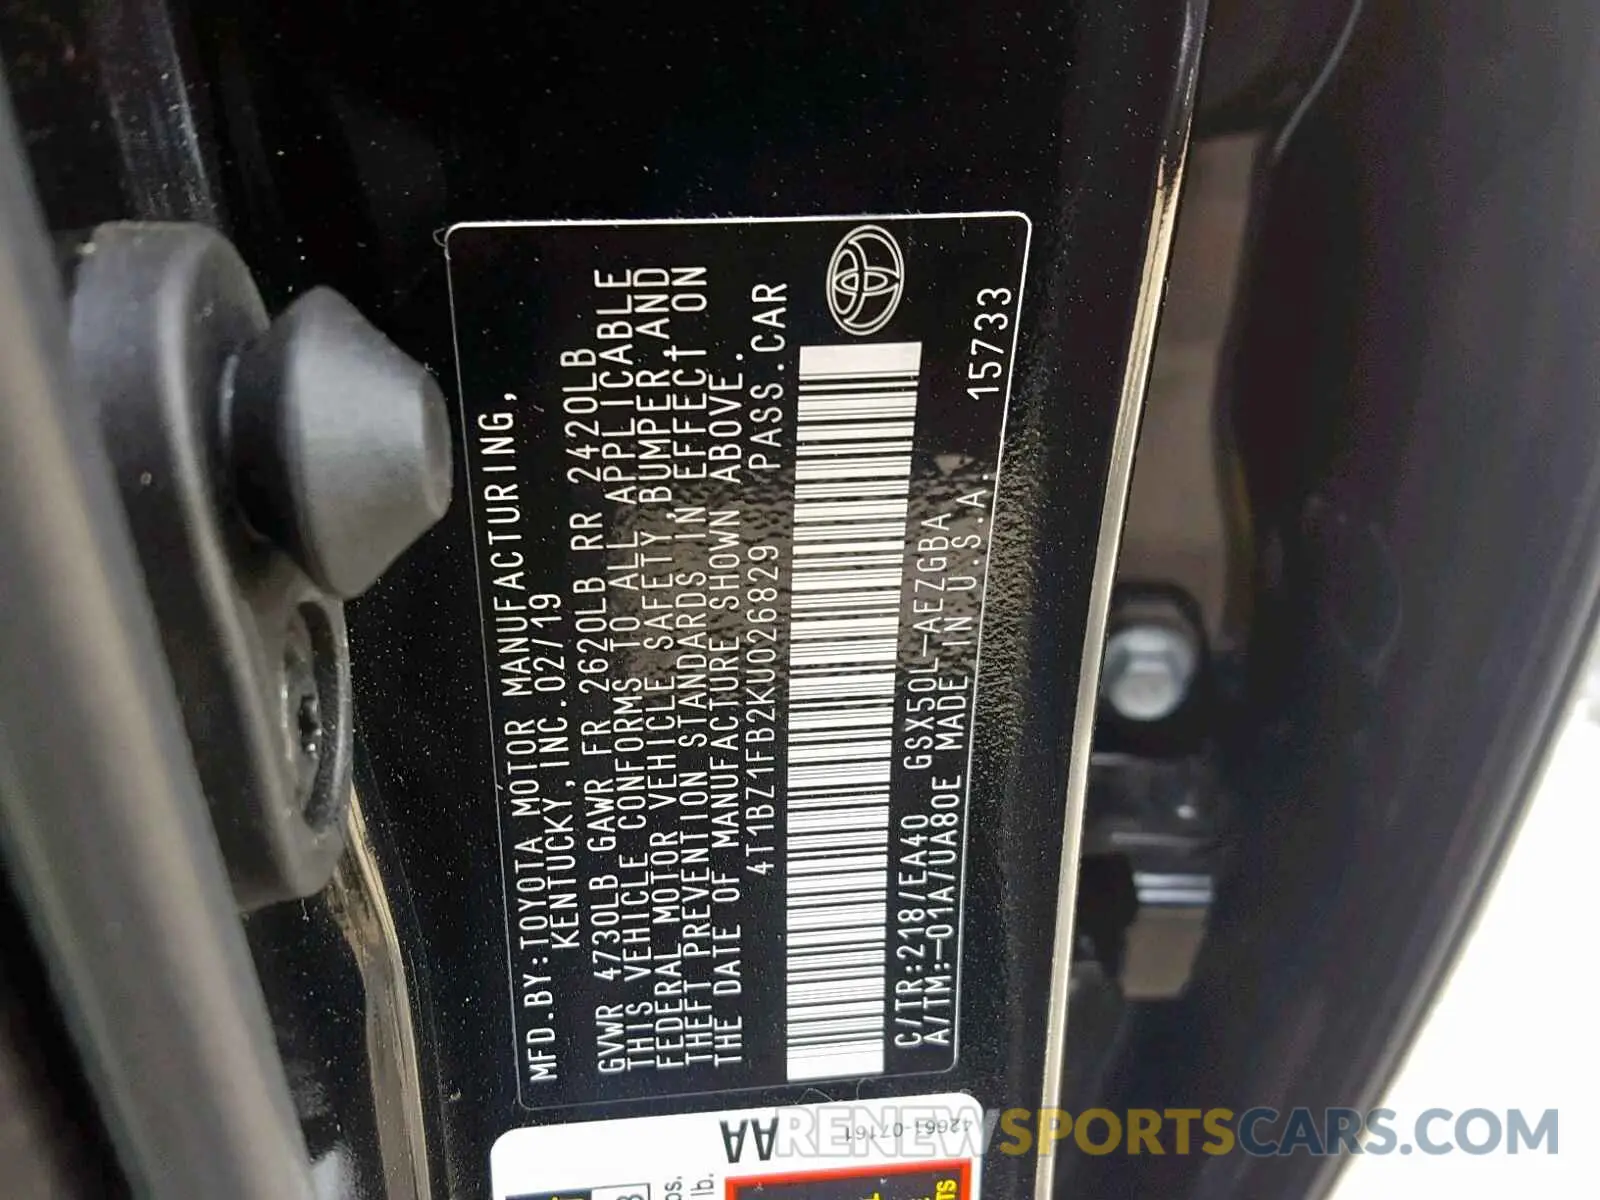 MFD.BY:TOYOTA MOTOR MANUFACTURING,
KENTUCKY,INC.02/19
GVWR 4730LB GAWR FR 2620LB RR 2420LB
THIS VEHICLE CONFORMS TO ALL APPLICABLE
FEDERAL MOTOR VEHICLE SAFETY, BUMPER, AND
THEFT PREVENTION STANDARDS IN EFFECT ON
THE DATE OF MANUFACTURE SHOWN ABOVE.
4T1BZ1FB2KU026829 PASS.CAR
C/TR:218/EA40 GSX50L-AEZGBA
A/TM:-01A/UA80E MADE IN U.S.A. 15733
AA
42661-07161
lb.
RENEWSPORTSCARS.COM